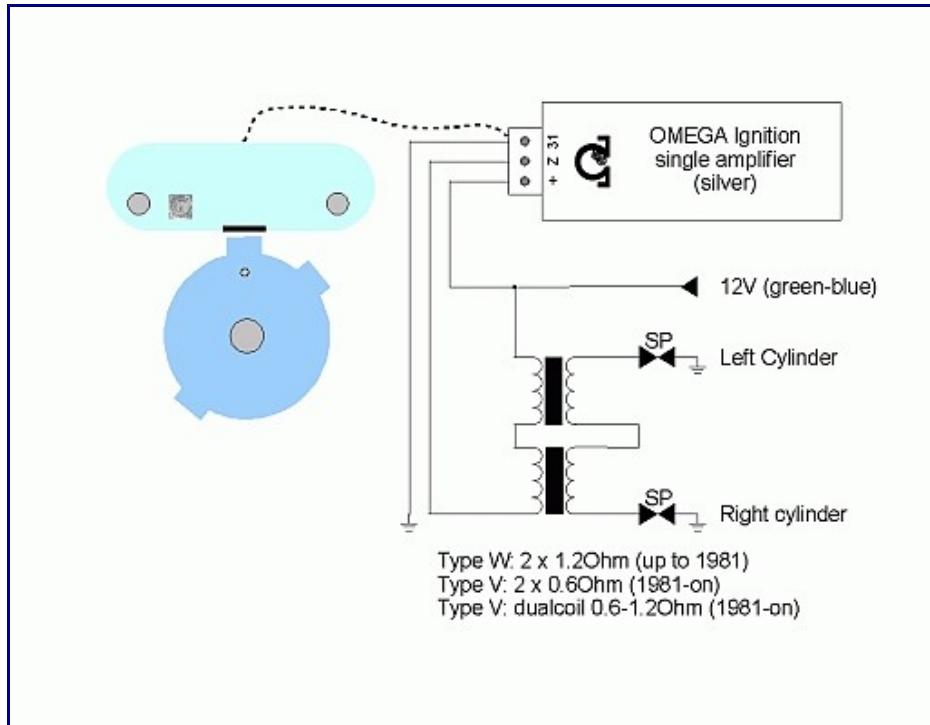 OMEGA Ignition
single amplifier
(silver)
31
Z
+
12V (green-blue)
SP
Left Cylinder
SP
Right cylinder
Type W: 2 x 1.2Ohm (up to 1981)
Type V: 2 x 0.6Ohm (1981-on)
Type V: dualcoil 0.6-1.2Ohm (1981-on)